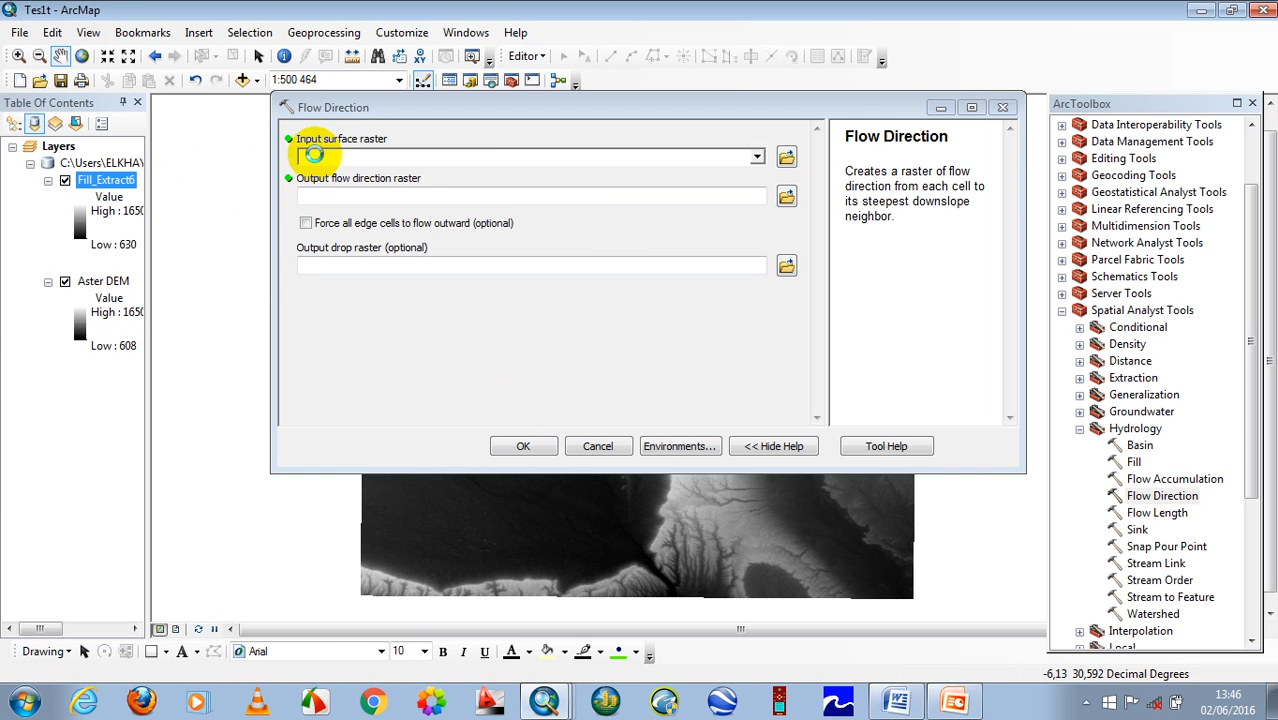 Tes1t - ArcMap
File Edit View Bookmarks Insert Selection Geoprocessing Customize Windows Help
Editor
1:500 464
Table Of Contents
Layers
C:\Users\ELKHA\
Fill_Extract6
Value
High : 1650
Low : 630
Aster DEM
Value
High : 1650
Low : 608
Flow Direction
Input surface raster
Output flow direction raster
Force all edge cells to flow outward (optional)
Output drop raster (optional)
OK Cancel Environments... << Hide Help Tool Help
Flow Direction
Creates a raster of flow
direction from each cell to
its steepest downslope
neighbor.
ArcToolbox
Data Interoperability Tools
Data Management Tools
Editing Tools
Geocoding Tools
Geostatistical Analyst Tools
Linear Referencing Tools
Multidimension Tools
Network Analyst Tools
Parcel Fabric Tools
Schematics Tools
Server Tools
Spatial Analyst Tools
Conditional
Density
Distance
Extraction
Generalization
Groundwater
Hydrology
Basin
Fill
Flow Accumulation
Flow Direction
Flow Length
Sink
Snap Pour Point
Stream Link
Stream Order
Stream to Feature
Watershed
Interpolation
Local
Drawing Arial 10 B I U A
-6,13 30,592 Decimal Degrees
13:46
02/06/2016